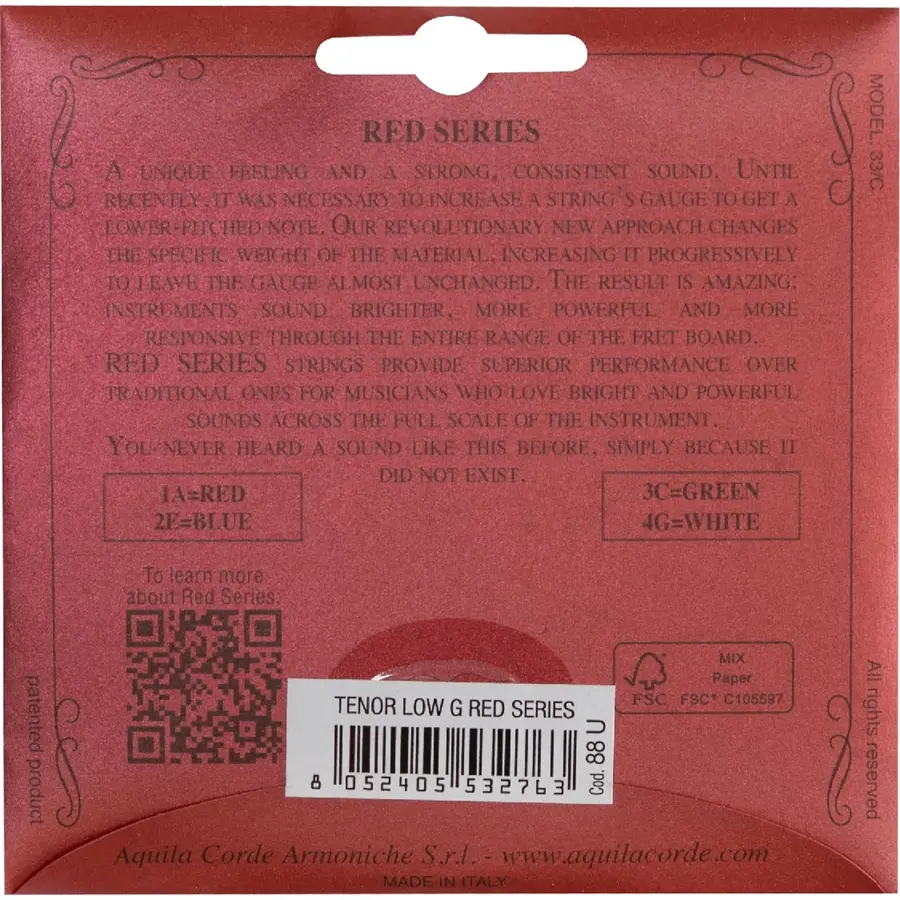 RED SERIES
A UNIQUE FEELING AND A STRONG, CONSISTENT SOUND. UNTIL
RECENTLY, IT WAS NECESSARY TO INCREASE A STRING'S GAUGE TO GET A
LOWER-PITCHED NOTE. OUR REVOLUTIONARY NEW APPROACH CHANGES
THE SPECIFIC WEIGHT OF THE MATERIAL, INCREASING IT PROGRESSIVELY
TO LEAVE THE GAUGE ALMOST UNCHANGED. THE RESULT IS AMAZING:
INSTRUMENTS SOUND BRIGHTER, MORE POWERFUL AND MORE
RESPONSIVE THROUGH THE ENTIRE RANGE OF THE FRET BOARD.
RED SERIES STRINGS PROVIDE SUPERIOR PERFORMANCE OVER
TRADITIONAL ONES FOR MUSICIANS WHO LOVE BRIGHT AND POWERFUL
SOUNDS ACROSS THE FULL SCALE OF THE INSTRUMENT.
YOU NEVER HEARD A SOUND LIKE THIS BEFORE, SIMPLY BECAUSE IT
DID NOT EXIST.
1A=RED
2E=BLUE
3C=GREEN
4G=WHITE
To learn more
about Red Series:
FSC
MIX
Paper
FSC® C105597
TENOR LOW G RED SERIES
8 052405 532763
Cod. 88 U
patented product
All rights reserved
MODEL: 33/C
Aquila Corde Armoniche S.r.l. - www.aquilacorde.com
MADE IN ITALY